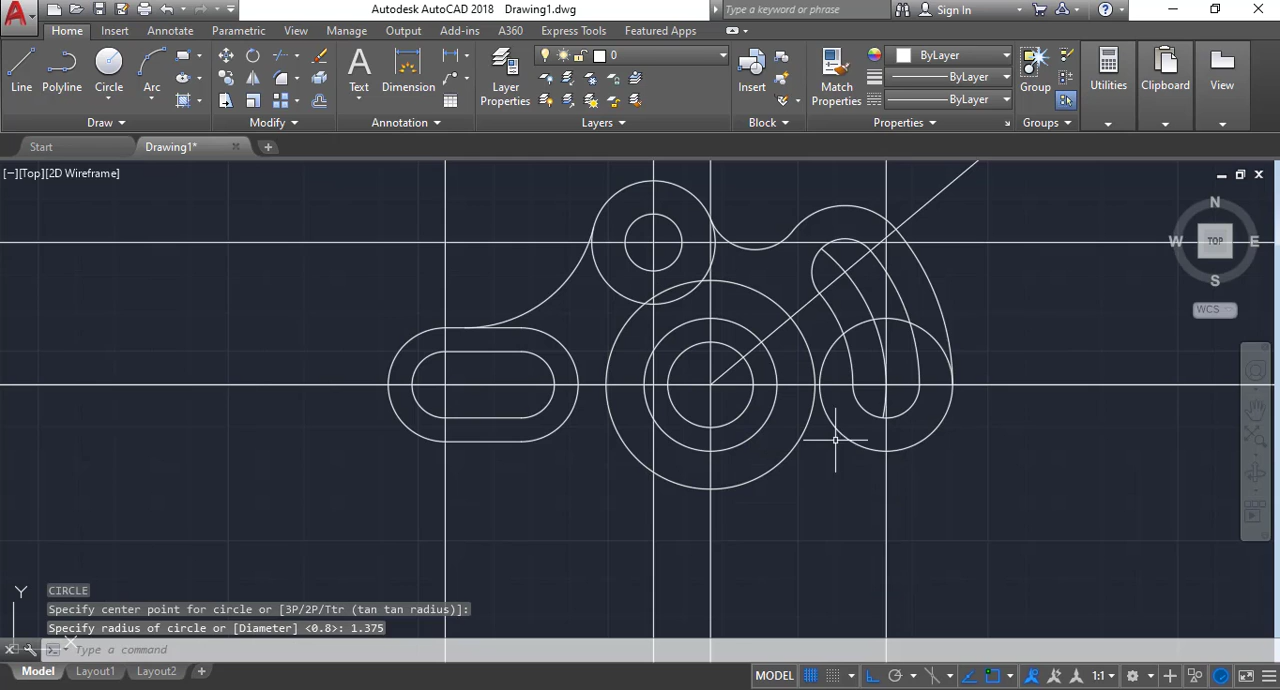 Autodesk AutoCAD 2018 Drawing1.dwg Type a keyword or phrase Sign In
Home Insert Annotate Parametric View Manage Output Add-ins A360 Express Tools Featured Apps
0 ByLayer
ByLayer
ByLayer
Line Polyline Circle Arc Text Dimension Layer Properties Insert Match Properties Group Utilities Clipboard View
Draw Modify Annotation Layers Block Properties Groups
Start Drawing1*
[−][Top][2D Wireframe]
N
W TOP E
S
WCS
Y
X
CIRCLE
Specify center point for circle or [3P/2P/Ttr (tan tan radius)]:
Specify radius of circle or [Diameter] <0.8>: 1.375
Type a command
Model Layout1 Layout2 + MODEL 1:1